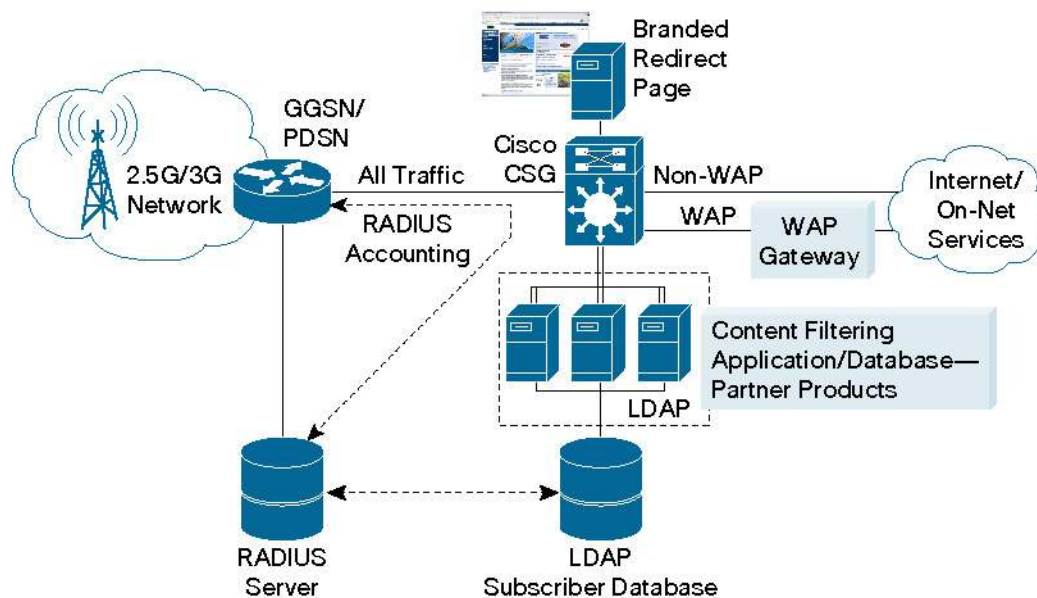 Branded
Redirect
Page
GGSN/
PDSN
2.5G/3G
Network
All Traffic
Cisco
CSG
Non-WAP
WAP
WAP
Gateway
Internet/
On-Net
Services
RADIUS
Accounting
Content Filtering
Application/Database—
Partner Products
LDAP
RADIUS
Server
LDAP
Subscriber Database